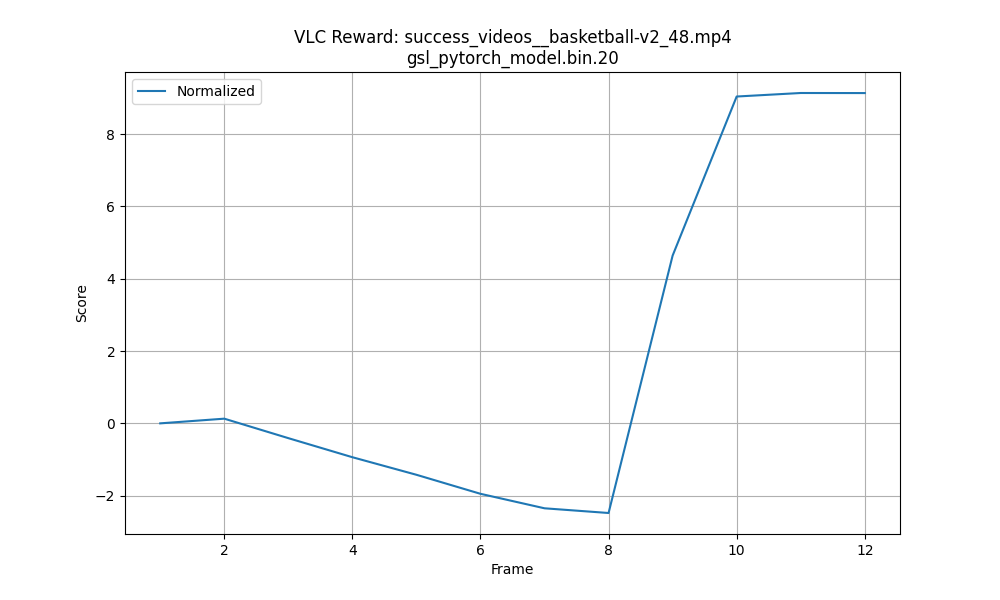 VLC Reward: success_videos__basketball-v2_48.mp4
gsl_pytorch_model.bin.20
Normalized
8
6
4
2
0
−2
Score
2 4 6 8 10 12
Frame